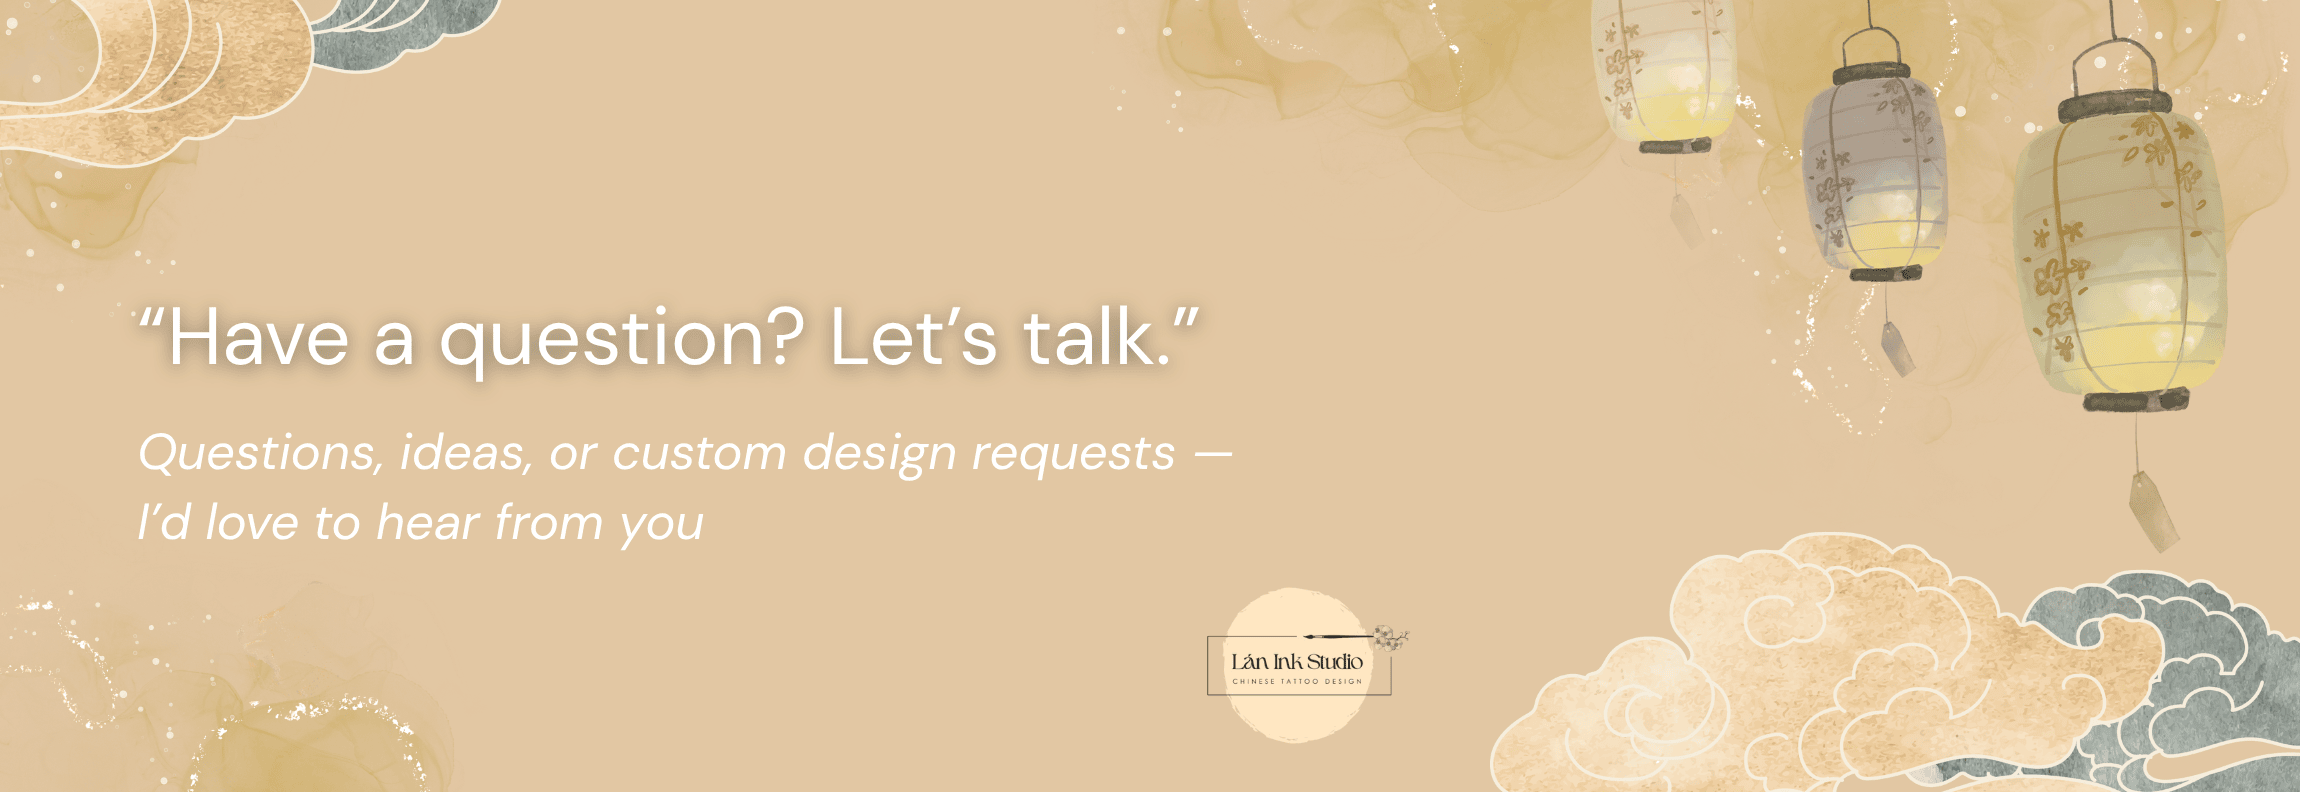 “Have a question? Let’s talk.”
Questions, ideas, or custom design requests —
I’d love to hear from you
Lán Ink Studio
CHINESE TATTOO DESIGN